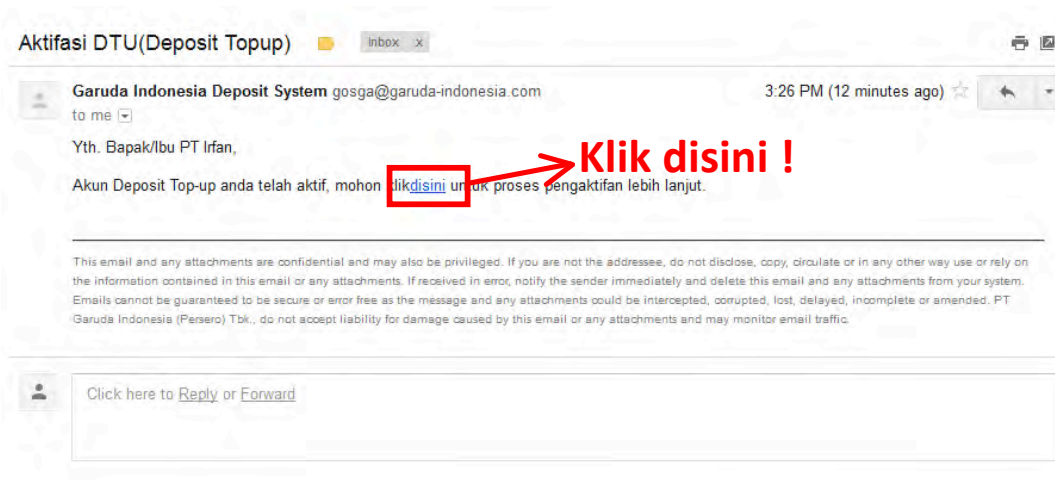 Aktifasi DTU(Deposit Topup)
Inbox x
Garuda Indonesia Deposit System gosga@garuda-indonesia.com
3:26 PM (12 minutes ago)
to me
Yth. Bapak/Ibu PT Irfan,
Klik disini !
Akun Deposit Top-up anda telah aktif, mohon klikdisini untuk proses pengaktifan lebih lanjut.
This email and any attachments are confidential and may also be privileged. If you are not the addressee, do not disclose, copy, circulate or in any other way use or rely on
the information contained in this email or any attachments. If received in error, notify the sender immediately and delete this email and any attachments from your system.
Emails cannot be guaranteed to be secure or error free as the message and any attachments could be intercepted, corrupted, lost, delayed, incomplete or amended. PT
Garuda Indonesia (Persero) Tbk., do not accept liability for damage caused by this email or any attachments and may monitor email traffic.
Click here to Reply or Forward